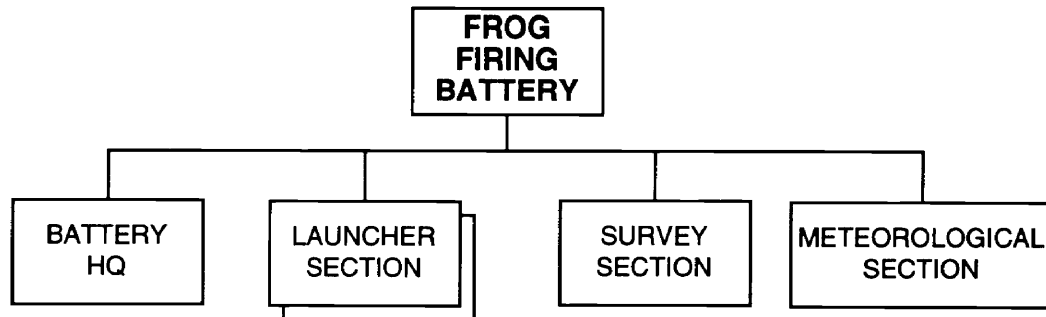 FROG
FIRING
BATTERY
BATTERY
HQ
LAUNCHER
SECTION
SURVEY
SECTION
METEOROLOGICAL
SECTION